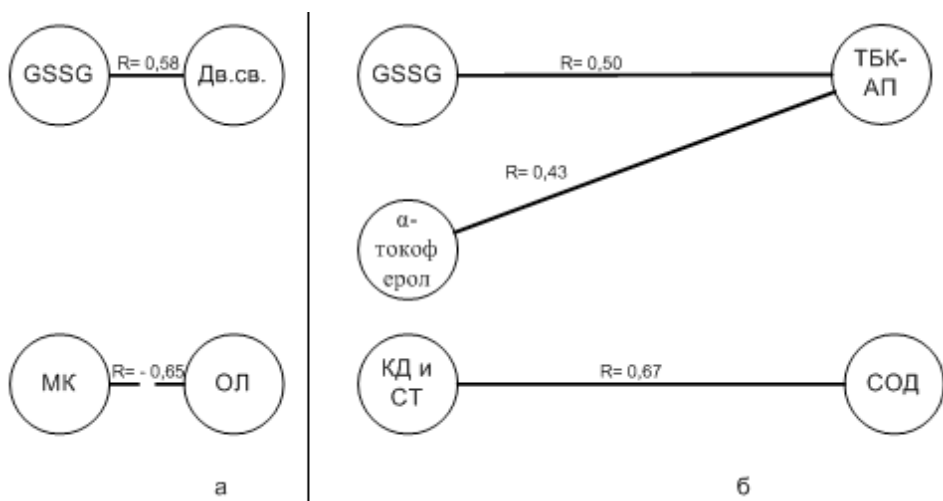 GSSG
R= 0,58
Дв.св.
МК
R= - 0,65
ОЛ
а
GSSG
R= 0,50
ТБК-
АП
R= 0,43
α-
токоф
ерол
КД и
СТ
R= 0,67
СОД
б